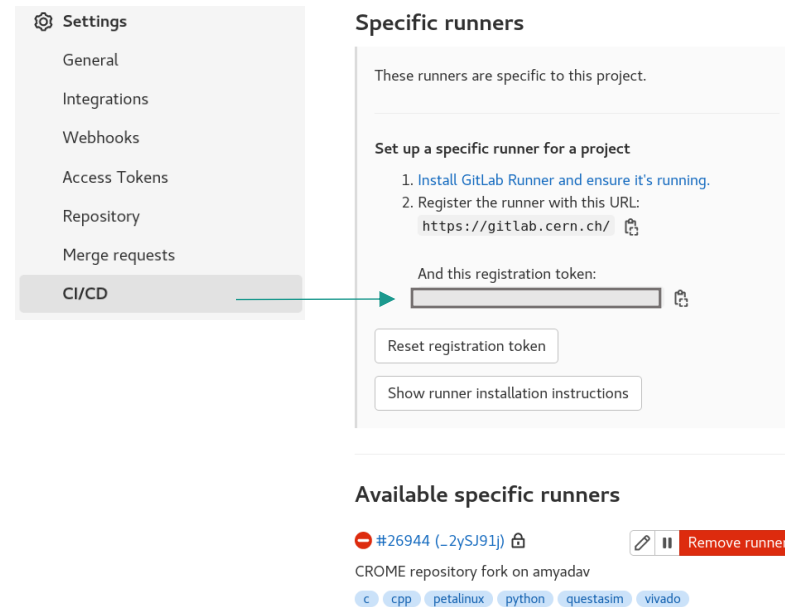 Settings
General
Integrations
Webhooks
Access Tokens
Repository
Merge requests
CI/CD
Specific runners
These runners are specific to this project.
Set up a specific runner for a project
1. Install GitLab Runner and ensure it's running.
2. Register the runner with this URL:
https://gitlab.cern.ch/
And this registration token:
Reset registration token
Show runner installation instructions
Available specific runners
#26944 (_2ySJ91j)
Remove runner
CROME repository fork on amyadav
c cpp petalinux python questasim vivado